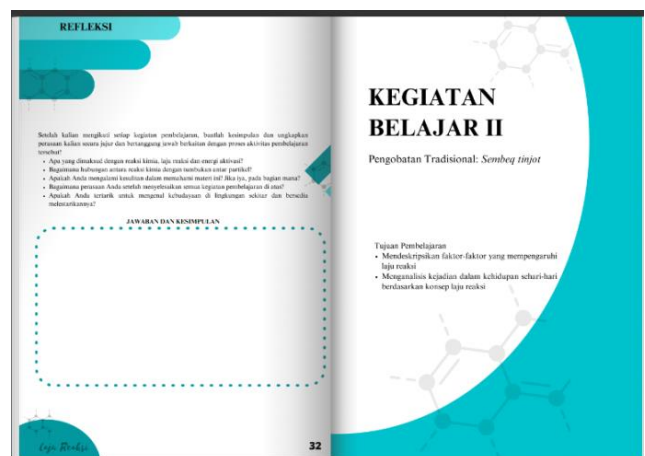 REFLEKSI
Setelah kalian mengikuti setiap kegiatan pembelajaran, buatlah kesimpulan dan ungkapkan
perasaan kalian secara jujur dan bertanggung jawab berkaitan dengan proses aktivitas pembelajaran
tersebut!
• Apa yang dimaksud dengan reaksi kimia, laju reaksi dan energi aktivasi?
• Bagaimana hubungan antara reaksi kimia dengan tumbukan antar partikel?
• Apakah Anda mengalami kesulitan dalam memahami materi ini? Jika iya, pada bagian mana?
• Bagaimana perasaan Anda setelah menyelesaikan semua kegiatan pembelajaran di atas?
• Apakah Anda tertarik untuk mengenal kebudayaan di lingkungan sekitar dan bersedia
melestarikannya?
JAWABAN DAN KESIMPULAN
Laju Reaksi
32
KEGIATAN
BELAJAR II
Pengobatan Tradisional: Sembeq tinjot
Tujuan Pembelajaran
• Mendeskripsikan faktor-faktor yang mempengaruhi
laju reaksi
• Menganalisis kejadian dalam kehidupan sehari-hari
berdasarkan konsep laju reaksi